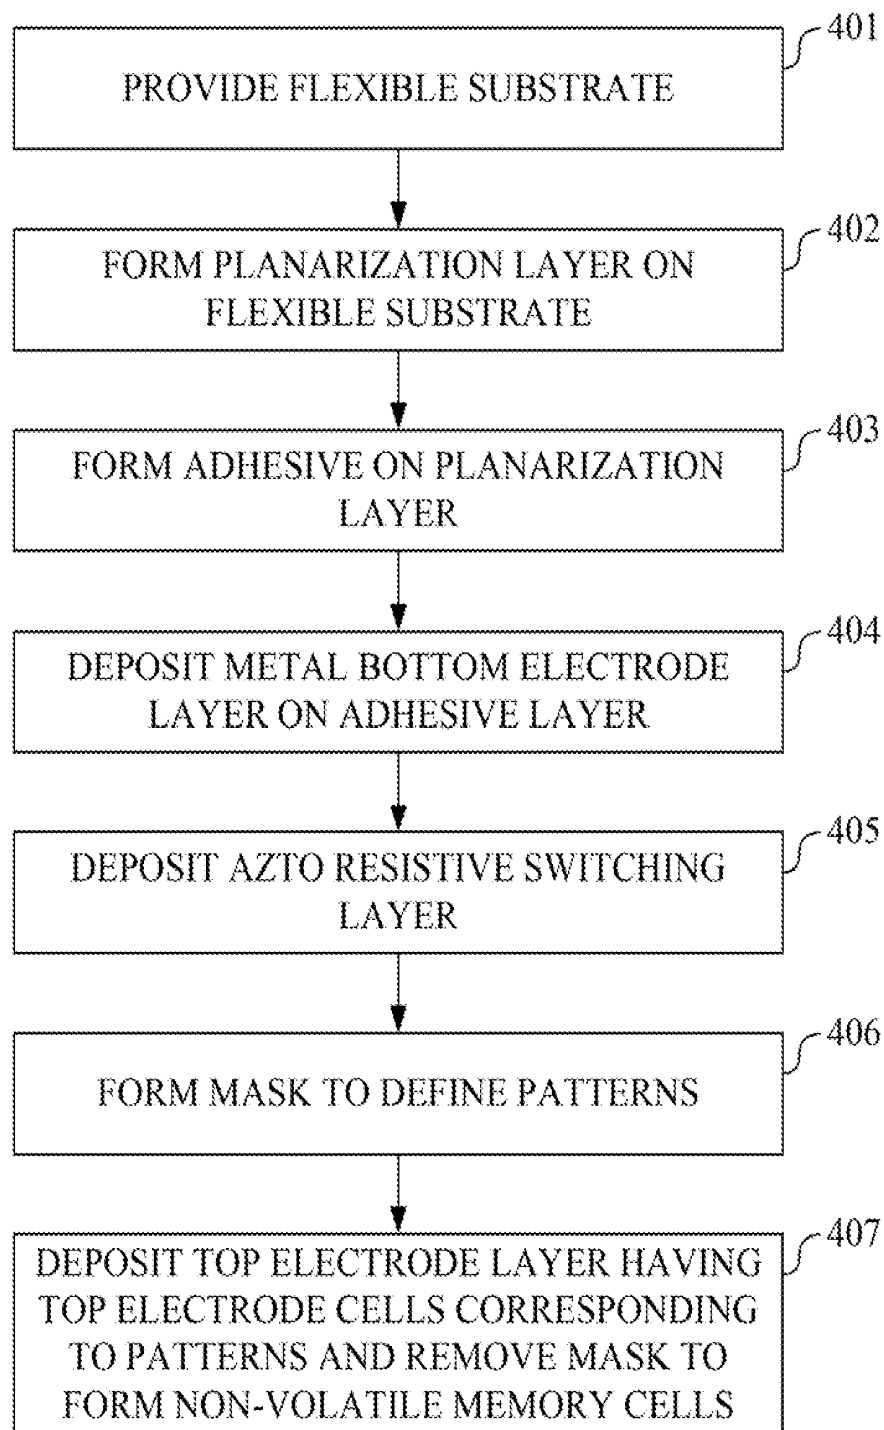 401
PROVIDE FLEXIBLE SUBSTRATE
402
FORM PLANARIZATION LAYER ON
FLEXIBLE SUBSTRATE
403
FORM ADHESIVE ON PLANARIZATION
LAYER
404
DEPOSIT METAL BOTTOM ELECTRODE
LAYER ON ADHESIVE LAYER
405
DEPOSIT AZTO RESISTIVE SWITCHING
LAYER
406
FORM MASK TO DEFINE PATTERNS
407
DEPOSIT TOP ELECTRODE LAYER HAVING
TOP ELECTRODE CELLS CORRESPONDING
TO PATTERNS AND REMOVE MASK TO
FORM NON-VOLATILE MEMORY CELLS